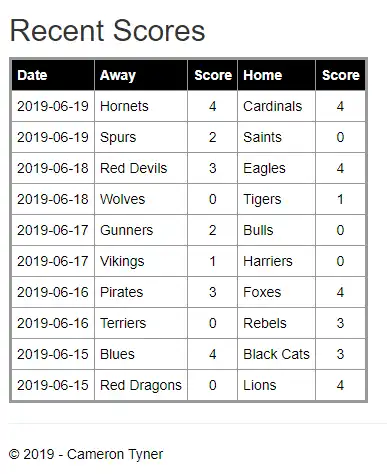 Recent Scores
Date Away Score Home Score
2019-06-19 Hornets 4 Cardinals 4
2019-06-19 Spurs 2 Saints 0
2019-06-18 Red Devils 3 Eagles 4
2019-06-18 Wolves 0 Tigers 1
2019-06-17 Gunners 2 Bulls 0
2019-06-17 Vikings 1 Harriers 0
2019-06-16 Pirates 3 Foxes 4
2019-06-16 Terriers 0 Rebels 3
2019-06-15 Blues 4 Black Cats 3
2019-06-15 Red Dragons 0 Lions 4
© 2019 - Cameron Tyner